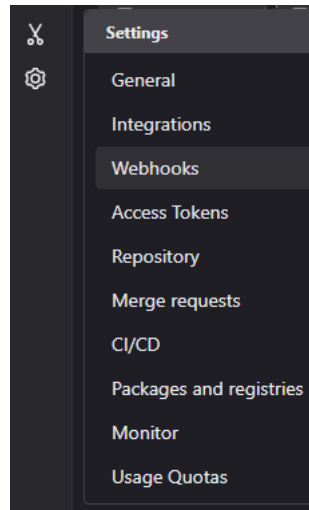 Settings
General
Integrations
Webhooks
Access Tokens
Repository
Merge requests
CI/CD
Packages and registries
Monitor
Usage Quotas